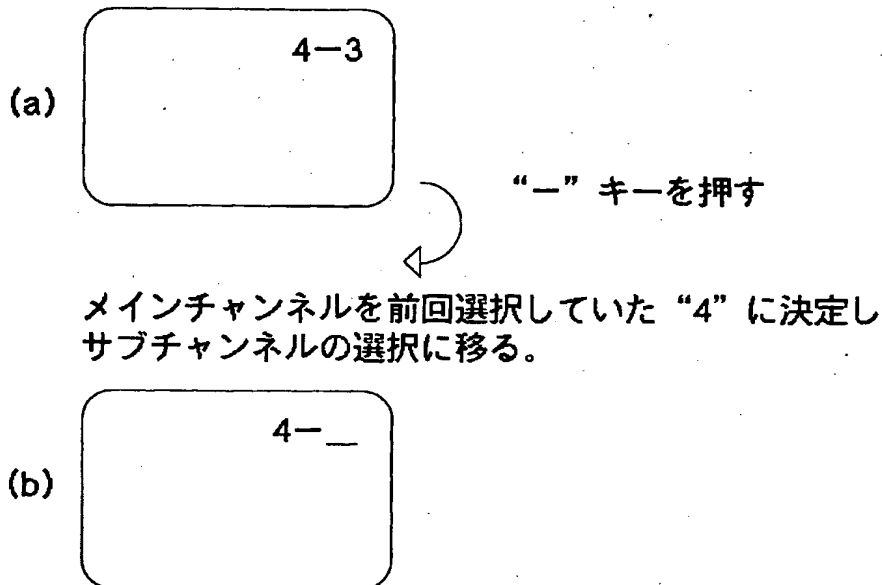 (a)
4－3
“－” キーを押す
メインチャンネルを前回選択していた “4” に決定し
サブチャンネルの選択に移る。
(b)
4－＿